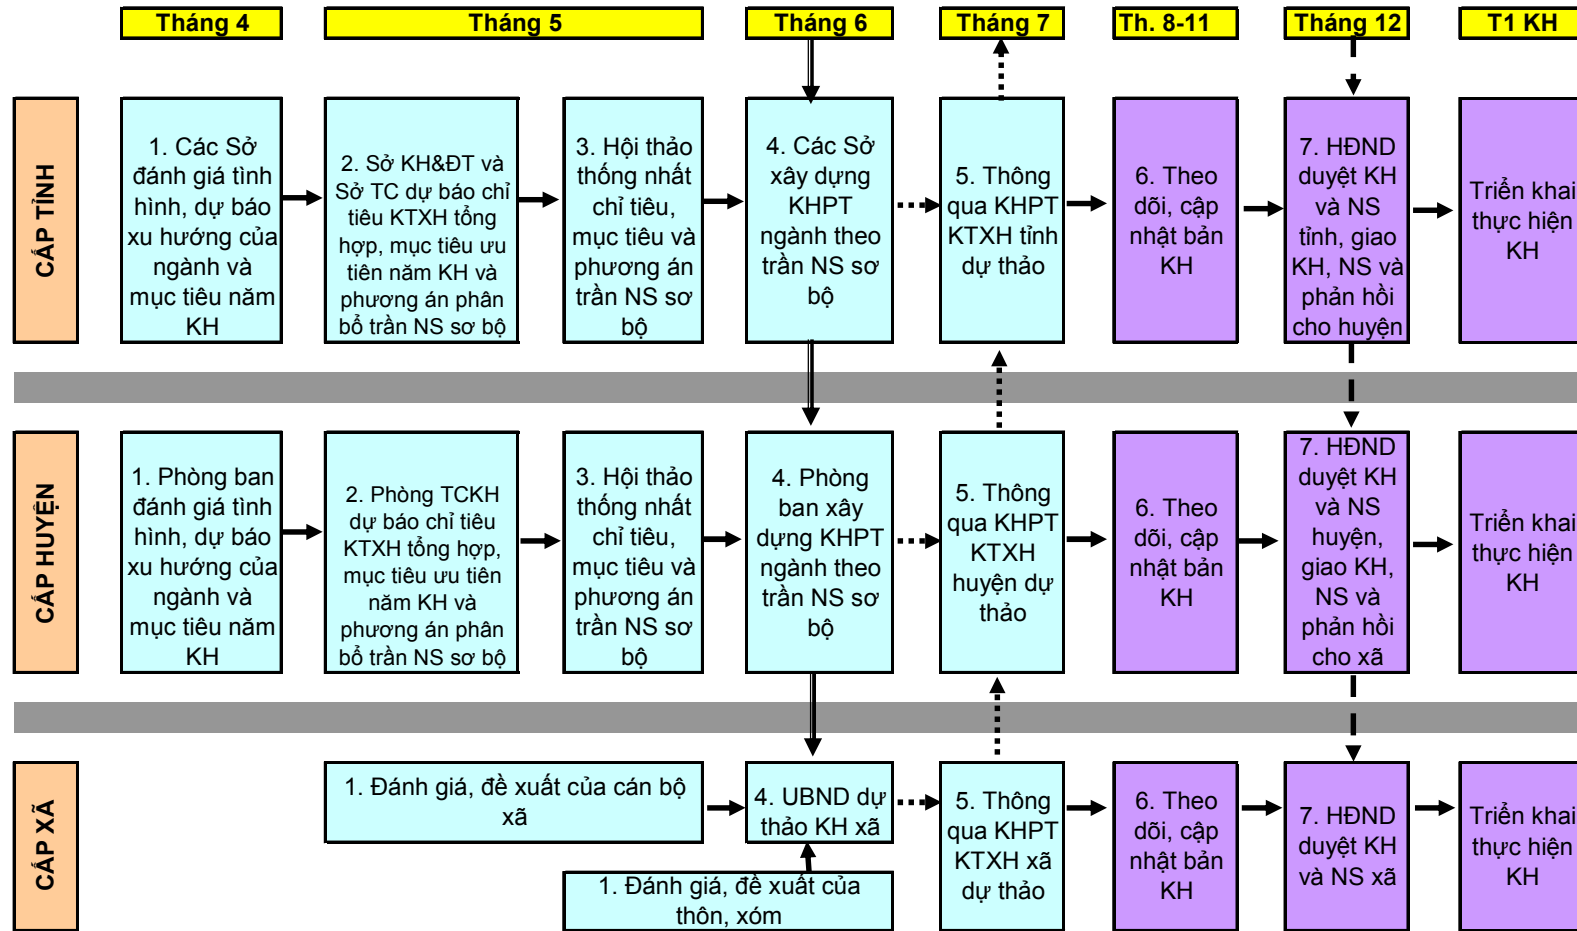 Tháng 4
Tháng 5
Tháng 6
Tháng 7
Th. 8-11
Tháng 12
T1 KH
CẤP TỈNH
1. Các Sở
đánh giá tình
hình, dự báo
xu hướng của
ngành và
mục tiêu năm
KH
2. Sở KH&ĐT và
Sở TC dự báo chỉ
tiêu KTXH tổng
hợp, mục tiêu ưu
tiên năm KH và
phương án phân
bổ trần NS sơ bộ
3. Hội thảo
thống nhất
chỉ tiêu,
mục tiêu và
phương án
trần NS sơ
bộ
4. Các Sở
xây dựng
KHPT
ngành theo
trần NS sơ
bộ
5. Thông
qua KHPT
KTXH tỉnh
dự thảo
6. Theo
dõi, cập
nhật bản
KH
7. HĐND
duyệt KH
và NS
tỉnh, giao
KH, NS và
phản hồi
cho huyện
Triển khai
thực hiện
KH
CẤP HUYỆN
1. Phòng ban
đánh giá tình
hình, dự báo
xu hướng của
ngành và
mục tiêu năm
KH
2. Phòng TCKH
dự báo chỉ tiêu
KTXH tổng hợp,
mục tiêu ưu tiên
năm KH và
phương án phân
bổ trần NS sơ bộ
3. Hội thảo
thống nhất
chỉ tiêu,
mục tiêu và
phương án
trần NS sơ
bộ
4. Phòng
ban xây
dựng KHPT
ngành theo
trần NS sơ
bộ
5. Thông
qua KHPT
KTXH
huyện dự
thảo
6. Theo
dõi, cập
nhật bản
KH
7. HĐND
duyệt KH
và NS
huyện,
giao KH,
NS và
phản hồi
cho xã
Triển khai
thực hiện
KH
CẤP XÃ
1. Đánh giá, đề xuất của cán bộ
xã
1. Đánh giá, đề xuất của
thôn, xóm
4. UBND dự
thảo KH xã
5. Thông
qua KHPT
KTXH xã
dự thảo
6. Theo
dõi, cập
nhật bản
KH
7. HĐND
duyệt KH
và NS xã
Triển khai
thực hiện
KH